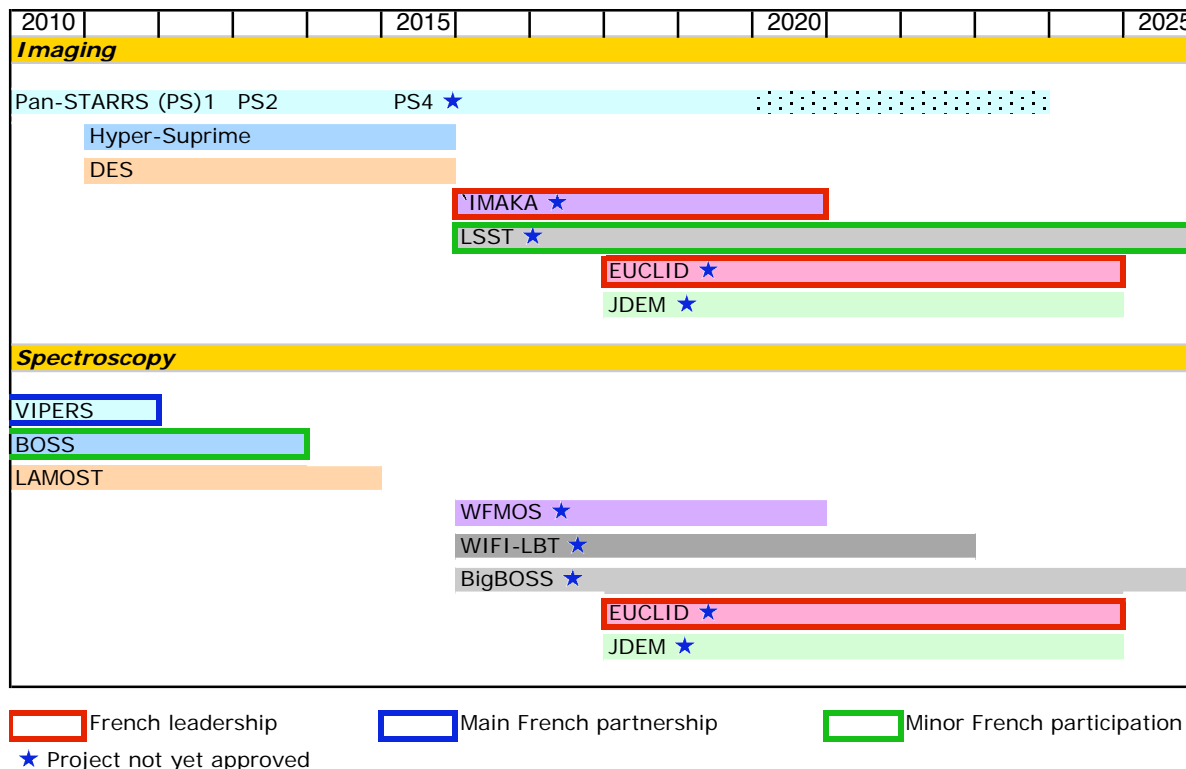 2010 2015 2020 2025
Imaging
Pan-STARRS (PS)1 PS2 PS4 ★
Hyper-Suprime
DES
`IMAKA ★
LSST ★
EUCLID ★
JDEM ★
Spectroscopy
VIPERS
BOSS
LAMOST
WFMOS ★
WIFI-LBT ★
BigBOSS ★
EUCLID ★
JDEM ★
French leadership Main French partnership Minor French participation
★ Project not yet approved